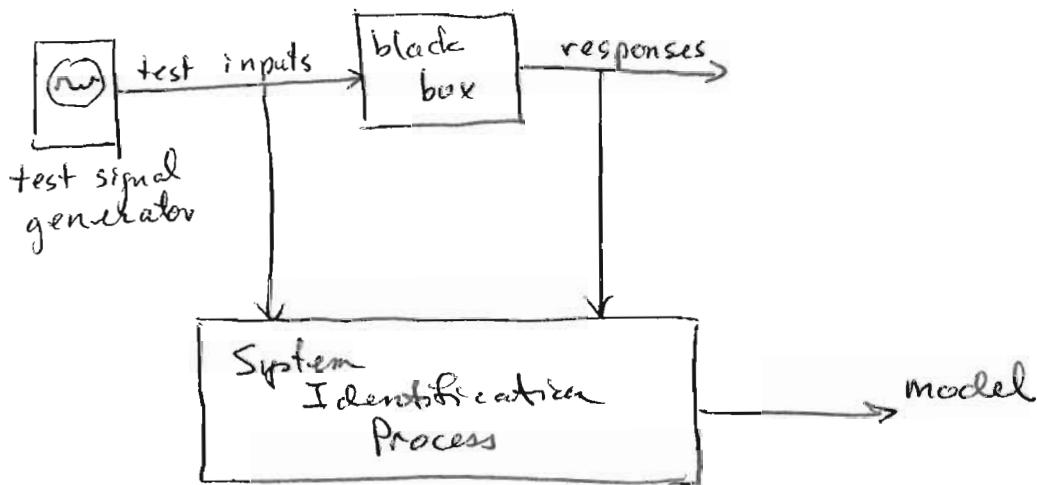 test inputs
black
box
responses
test signal
generator
System
Identification
Process
model